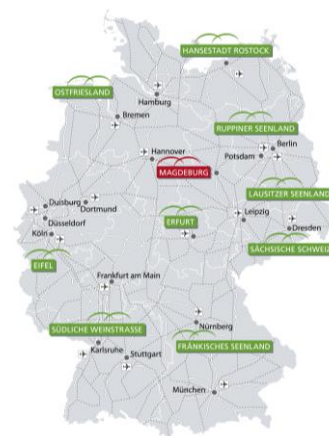 HANSESTADT ROSTOCK
OSTFRIESLAND
Hamburg
Bremen
RUPPINER SEENLAND
Hannover
Berlin
Potsdam
MAGDEBURG
LAUSITZER SEENLAND
Duisburg
Dortmund
Düsseldorf
Köln
ERFURT
Leipzig
Dresden
SÄCHSISCHE SCHWEI
EIFEL
Frankfurt am Main
SÜDLICHE WEINSTRASSE
Nürnberg
Karlsruhe
Stuttgart
FRÄNKISCHES SEENLAND
München